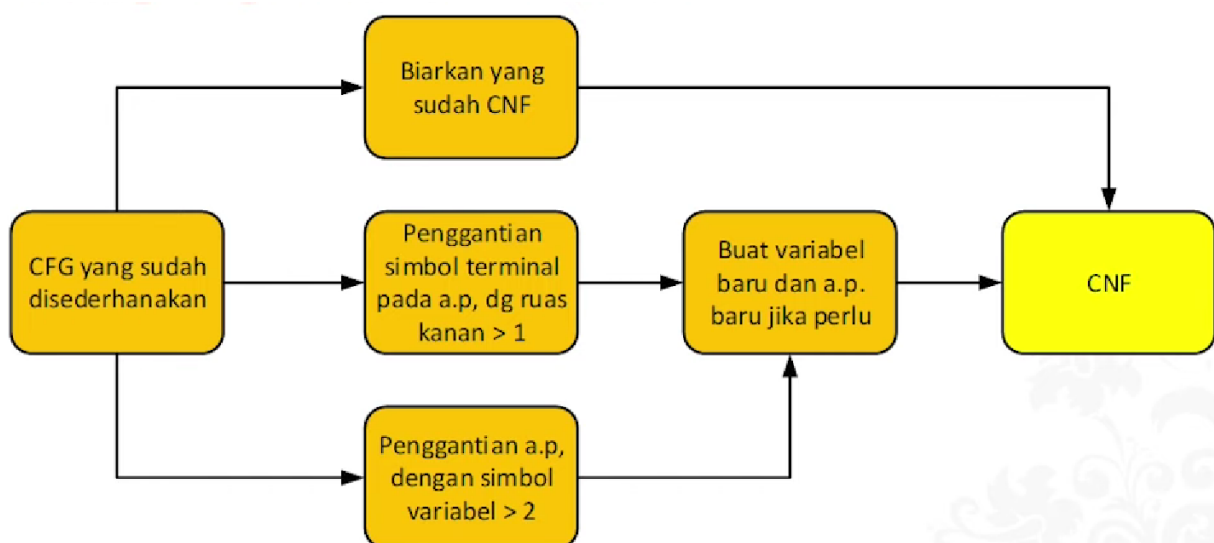 Biarkan yang
sudah CNF
CFG yang sudah
disederhanakan
Penggantian
simbol terminal
pada a.p, dg ruas
kanan > 1
Buat variabel
baru dan a.p.
baru jika perlu
CNF
Penggantian a.p,
dengan simbol
variabel > 2